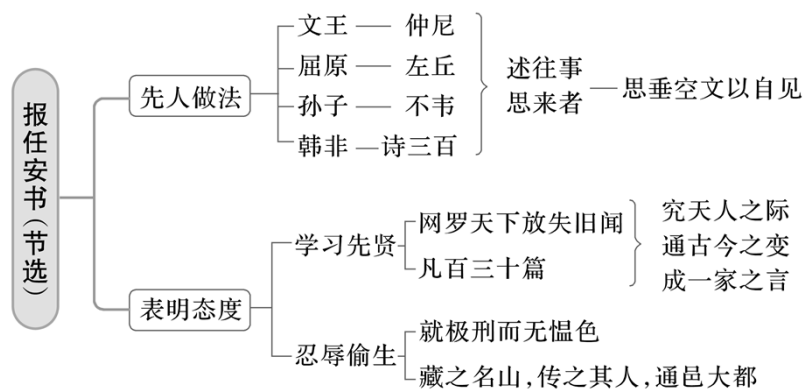 报任安书(节选)
先人做法
文王 — 仲尼
屈原 — 左丘
孙子 — 不韦
韩非 — 诗三百
述往事
思来者
— 思垂空文以自见
表明态度
学习先贤
网罗天下放失旧闻
凡百三十篇
究天人之际
通古今之变
成一家之言
忍辱偷生
就极刑而无愠色
藏之名山,传之其人,通邑大都